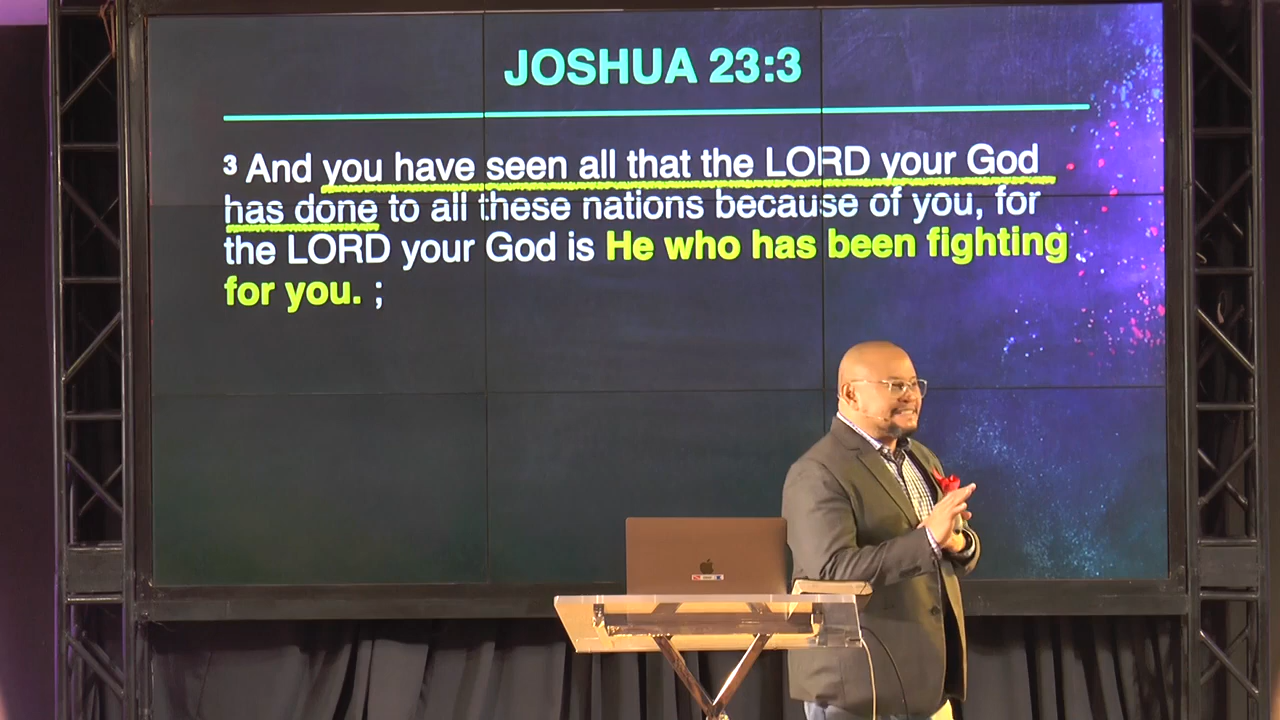 JOSHUA 23:3
³ And you have seen all that the LORD your God
has done to all these nations because of you, for
the LORD your God is He who has been fighting
for you. ;